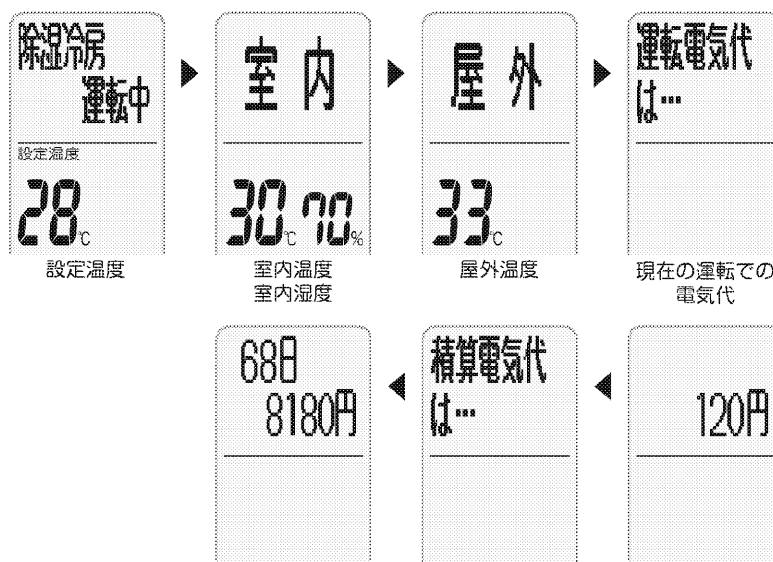 除湿冷房
運転中
設定温度
28℃
設定温度
室内
30℃ 70%
室内温度
室内湿度
屋外
33℃
屋外温度
運転電気代
は…
現在の運転での
電気代
120円
積算電気代
は…
68日
8180円